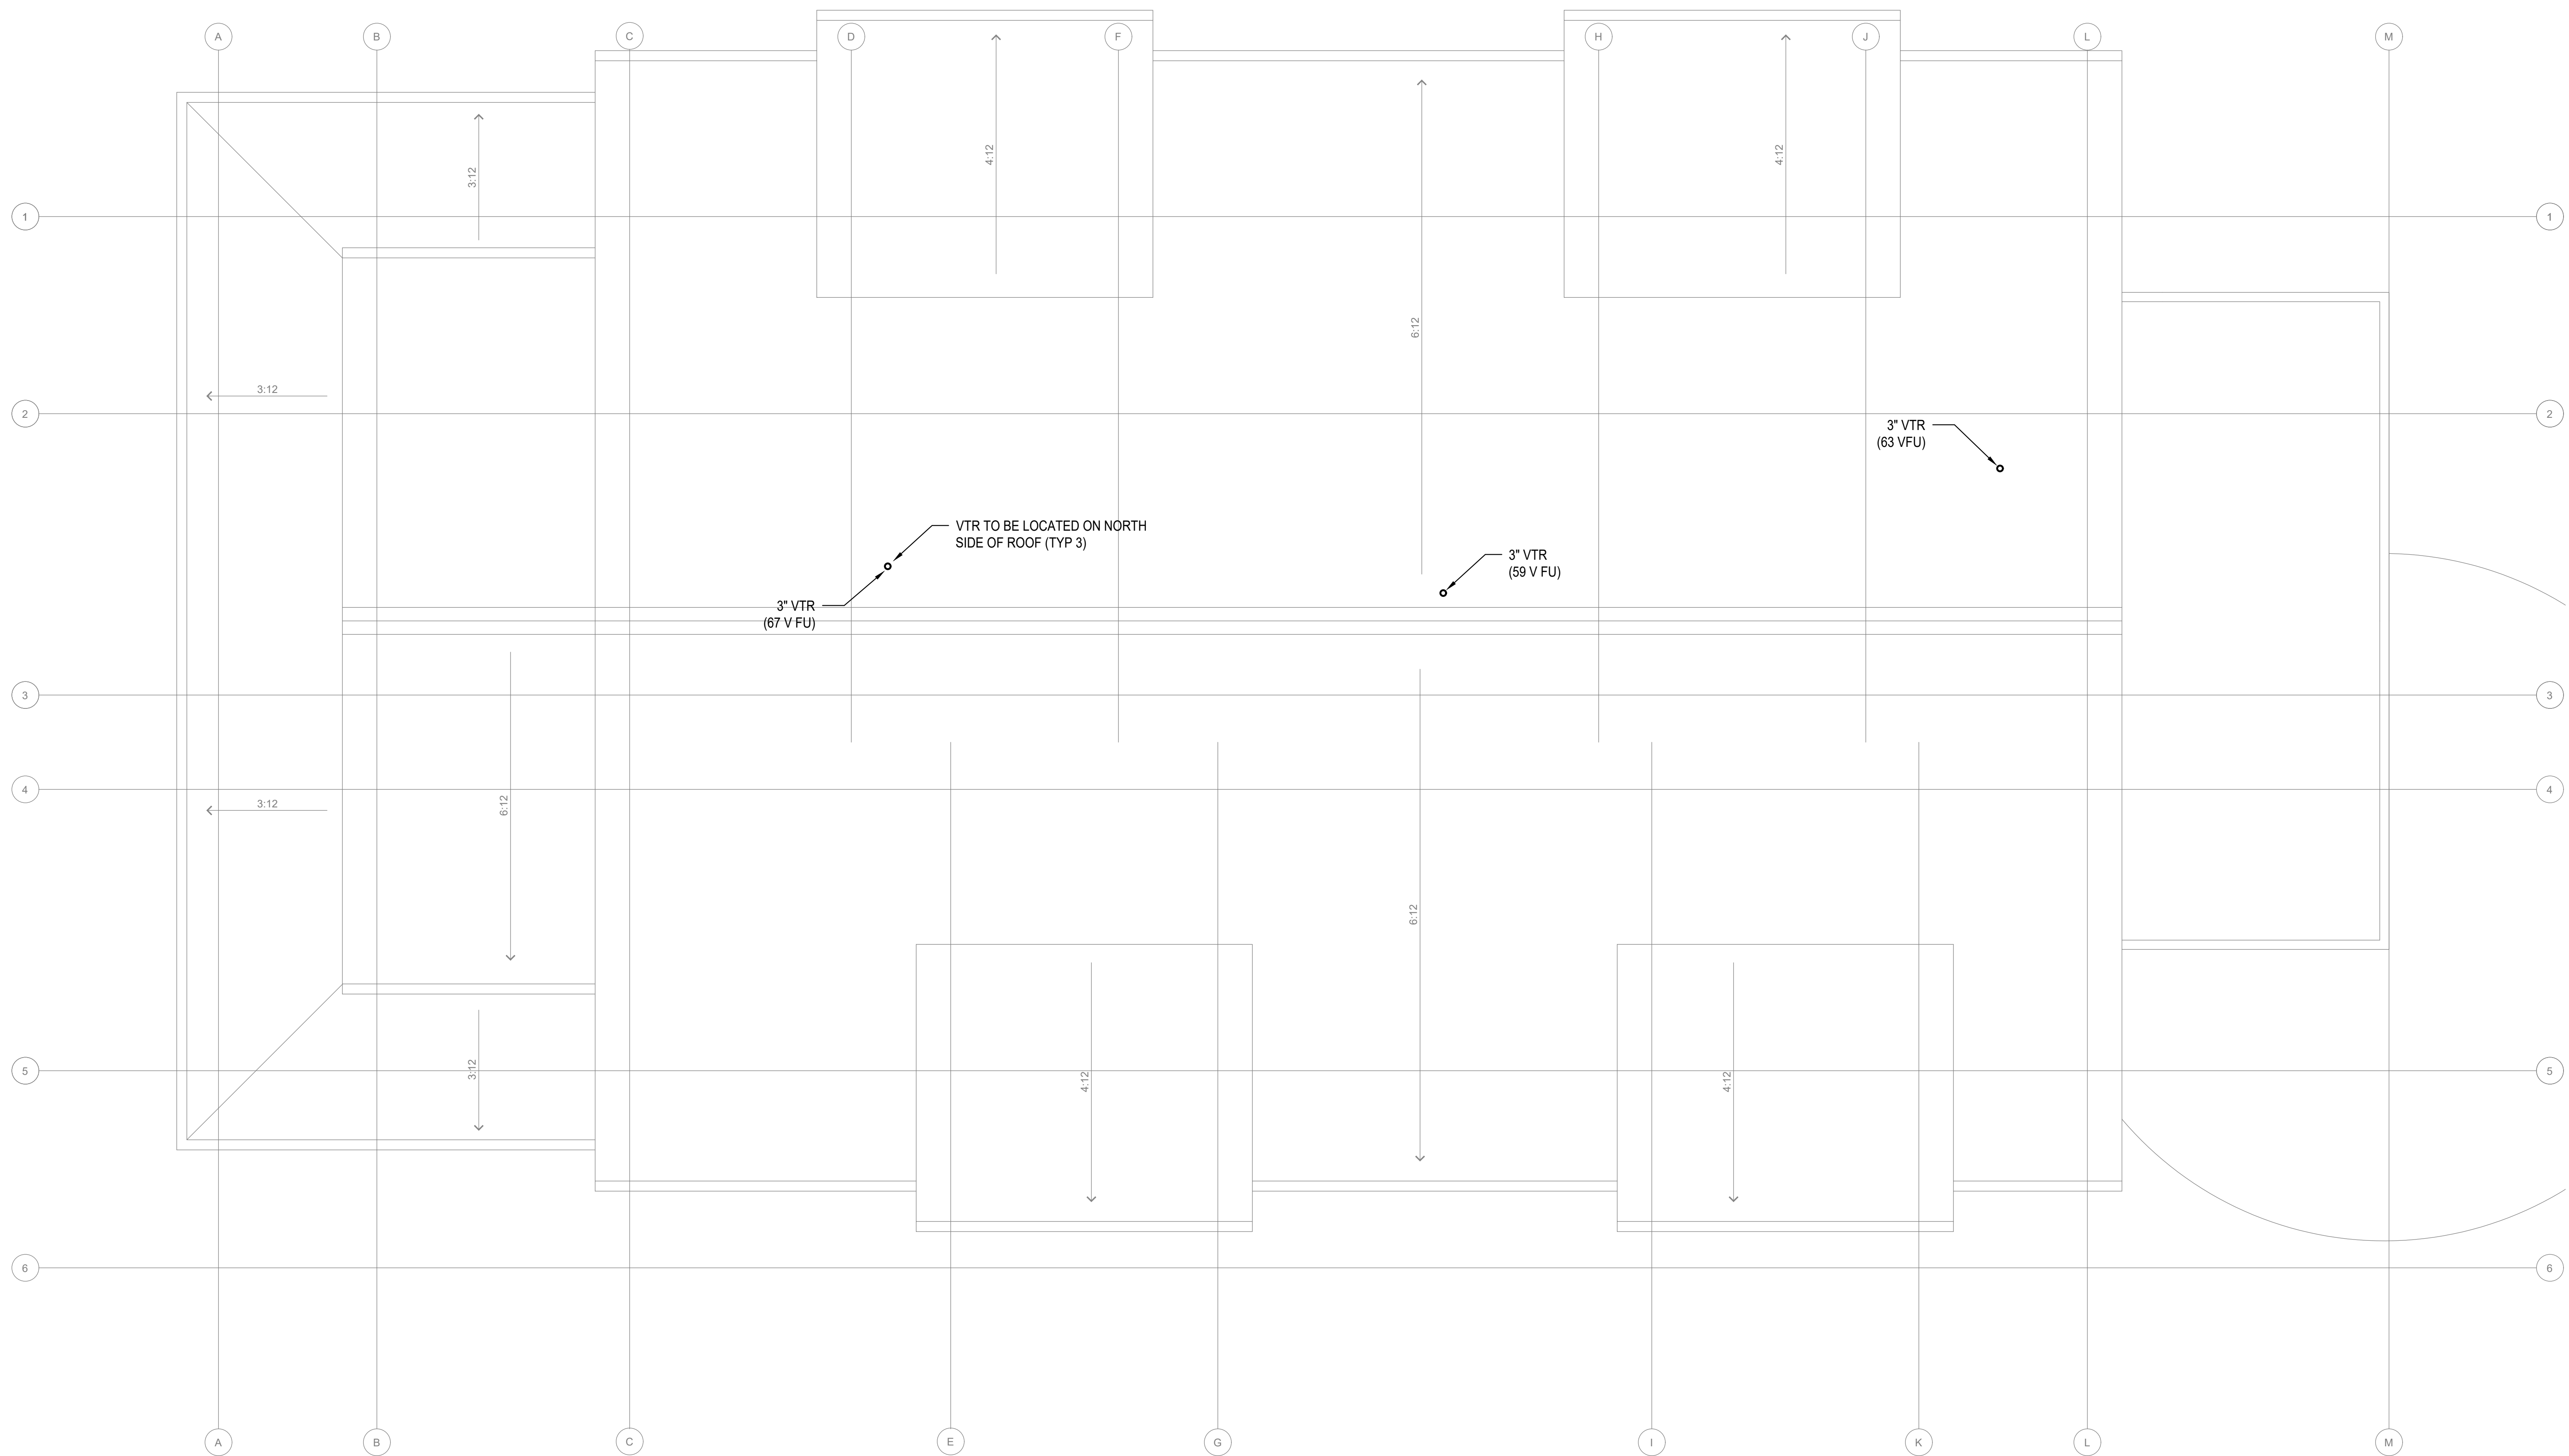 A
B
C
D
F
H
J
L
M
4:12
4:12
3:12
1
1
6:12
3:12
2
2
3" VTR
(63 VFU)
VTR TO BE LOCATED ON NORTH
SIDE OF ROOF (TYP 3)
3" VTR
(59 V FU)
3" VTR
(67 V FU)
3
3
4
4
3:12
6:12
6:12
3:12
4:12
4:12
5
5
6
6
A
B
C
E
G
I
K
L
M